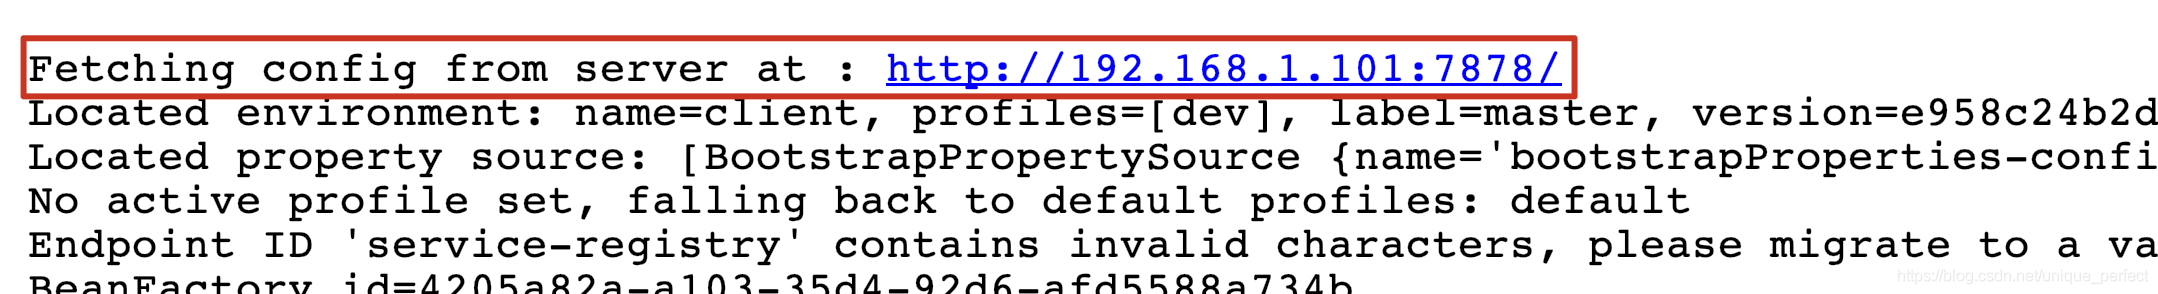 Fetching config from server at : http://192.168.1.101:7878/
Located environment: name=client, profiles=[dev], label=master, version=e958c24b2d
Located property source: [BootstrapPropertySource {name='bootstrapProperties-confi
No active profile set, falling back to default profiles: default
Endpoint ID 'service-registry' contains invalid characters, please migrate to a va
BeanFactory id=4205a82a-a103-35d4-92d6-afd5588a734b
https://blog.csdn.net/unique_perfect